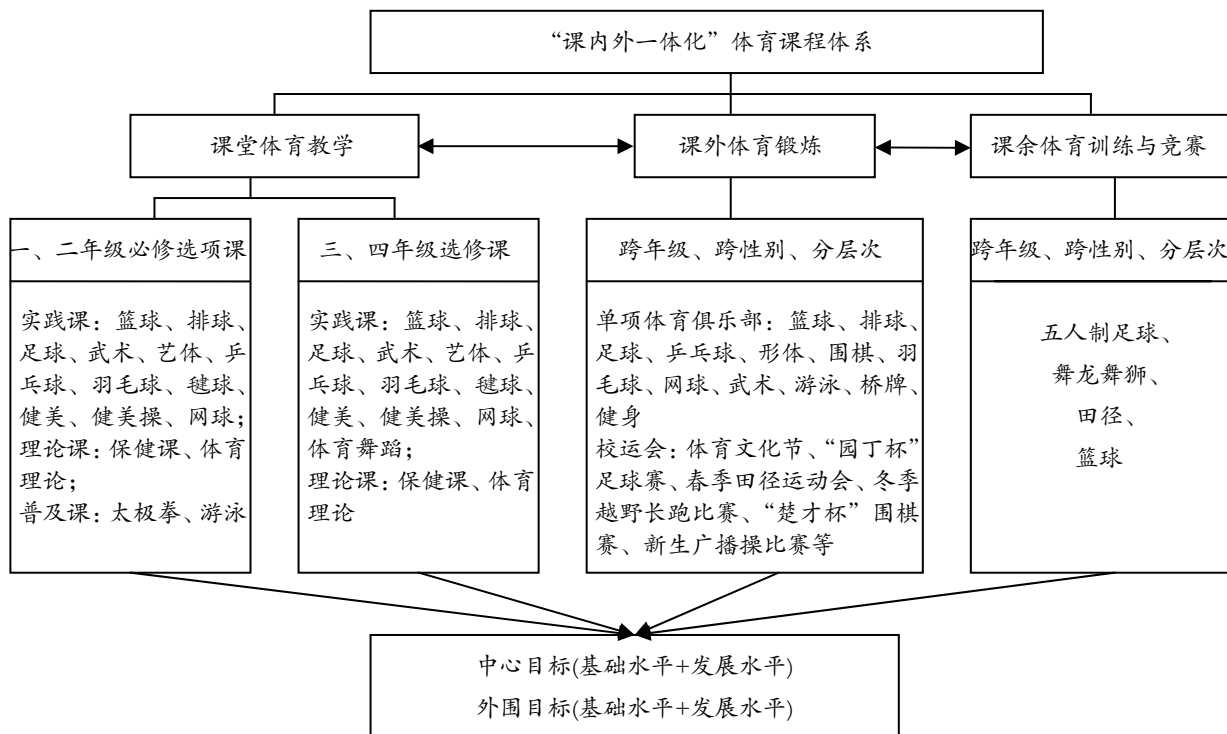 “课内外一体化”体育课程体系
课堂体育教学
课外体育锻炼
课余体育训练与竞赛
一、二年级必修选项课
实践课：篮球、排球、
足球、武术、艺体、乒
乓球、羽毛球、毽球、
健美、健美操、网球；
理论课：保健课、体育
理论；
普及课：太极拳、游泳
三、四年级选修课
实践课：篮球、排球、
足球、武术、艺体、乒
乓球、羽毛球、毽球、
健美、健美操、网球、
体育舞蹈；
理论课：保健课、体育
理论
跨年级、跨性别、分层次
单项体育俱乐部：篮球、排球、
足球、乒乓球、形体、围棋、羽
毛球、网球、武术、游泳、桥牌、
健身
校运会：体育文化节、“园丁杯”
足球赛、春季田径运动会、冬季
越野长跑比赛、“楚才杯”围棋
赛、新生广播操比赛等
跨年级、跨性别、分层次
五人制足球、
舞龙舞狮、
田径、
篮球
中心目标(基础水平+发展水平)
外围目标(基础水平+发展水平)